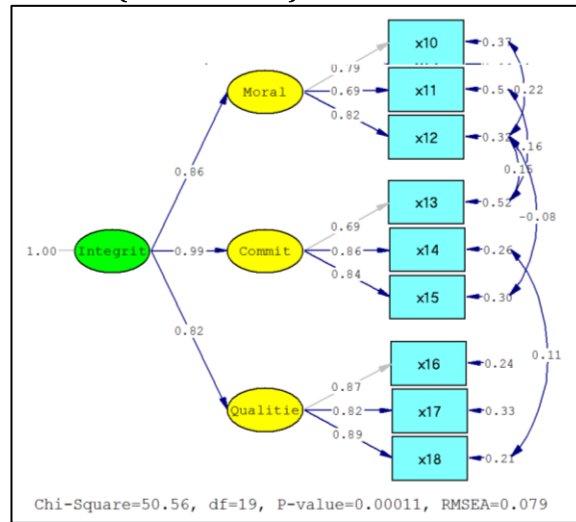 x10
0.37
0.79
Moral
0.69
x11
0.5
0.22
0.82
x12
0.33
0.16
0.15
0.86
0.69
x13
0.52
-0.08
1.00
Integrit
0.99
Commit
0.86
x14
0.26
0.84
x15
0.30
0.82
0.11
x16
0.24
0.87
Qualitie
0.82
x17
0.33
0.89
x18
0.21
Chi-Square=50.56, df=19, P-value=0.00011, RMSEA=0.079